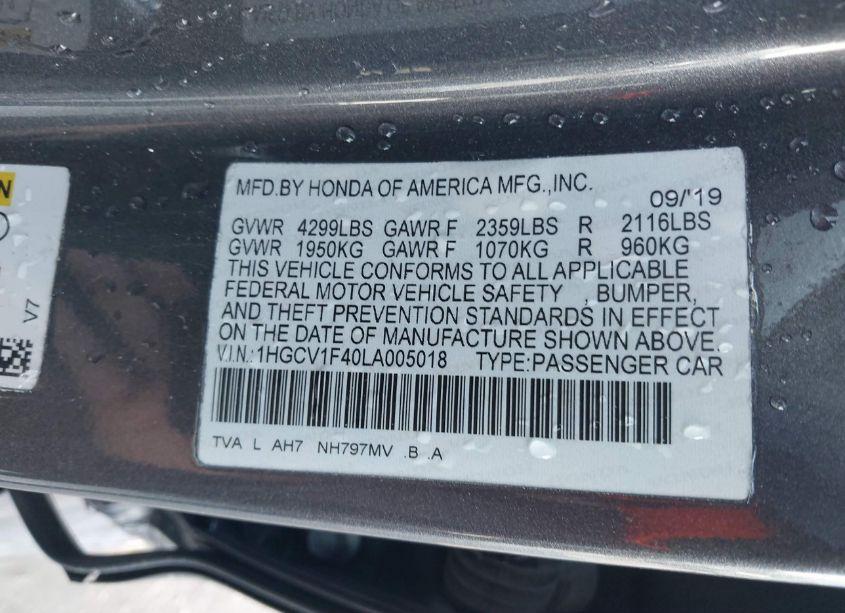 MFD.BY HONDA OF AMERICA MFG.,INC. 09/'19
GVWR 4299LBS GAWR F 2359LBS R 2116LBS
GVWR 1950KG GAWR F 1070KG R 960KG
THIS VEHICLE CONFORMS TO ALL APPLICABLE
FEDERAL MOTOR VEHICLE SAFETY , BUMPER,
AND THEFT PREVENTION STANDARDS IN EFFECT
ON THE DATE OF MANUFACTURE SHOWN ABOVE.
V.I.N.:1HGCV1F40LA005018 TYPE:PASSENGER CAR
TVA L AH7 NH797MV .B .A
V7